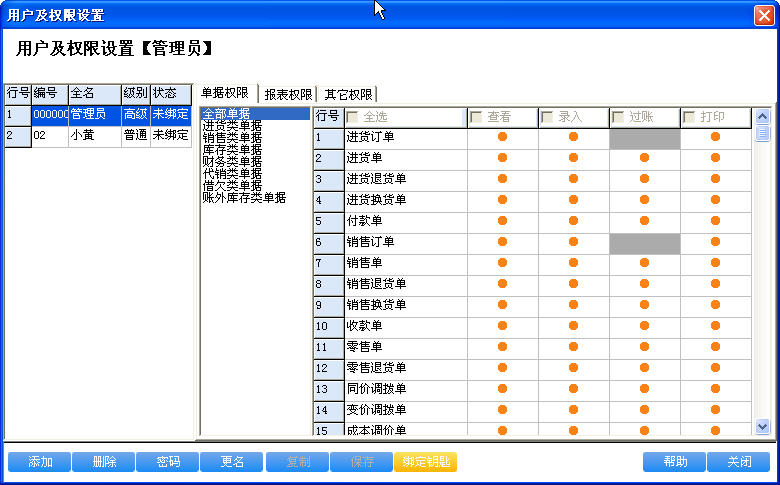 用户及权限设置
用户及权限设置【管理员】
行号 编号 全名 级别 状态
1 000000 管理员 高级 未绑定
2 02 小黄 普通 未绑定
单据权限 报表权限 其它权限
全部单据
进货类单据
销售类单据
库存类单据
财务类单据
代销类单据
借欠类单据
账外库存类单据
行号 全选 查看 录入 过账 打印
1 进货订单
2 进货单
3 进货退货单
4 进货换货单
5 付款单
6 销售订单
7 销售单
8 销售退货单
9 销售换货单
10 收款单
11 零售单
12 零售退货单
13 同价调拨单
14 变价调拨单
15 成本调价单
添加 删除 密码 更名 复制 保存 绑定钥匙 帮助 关闭